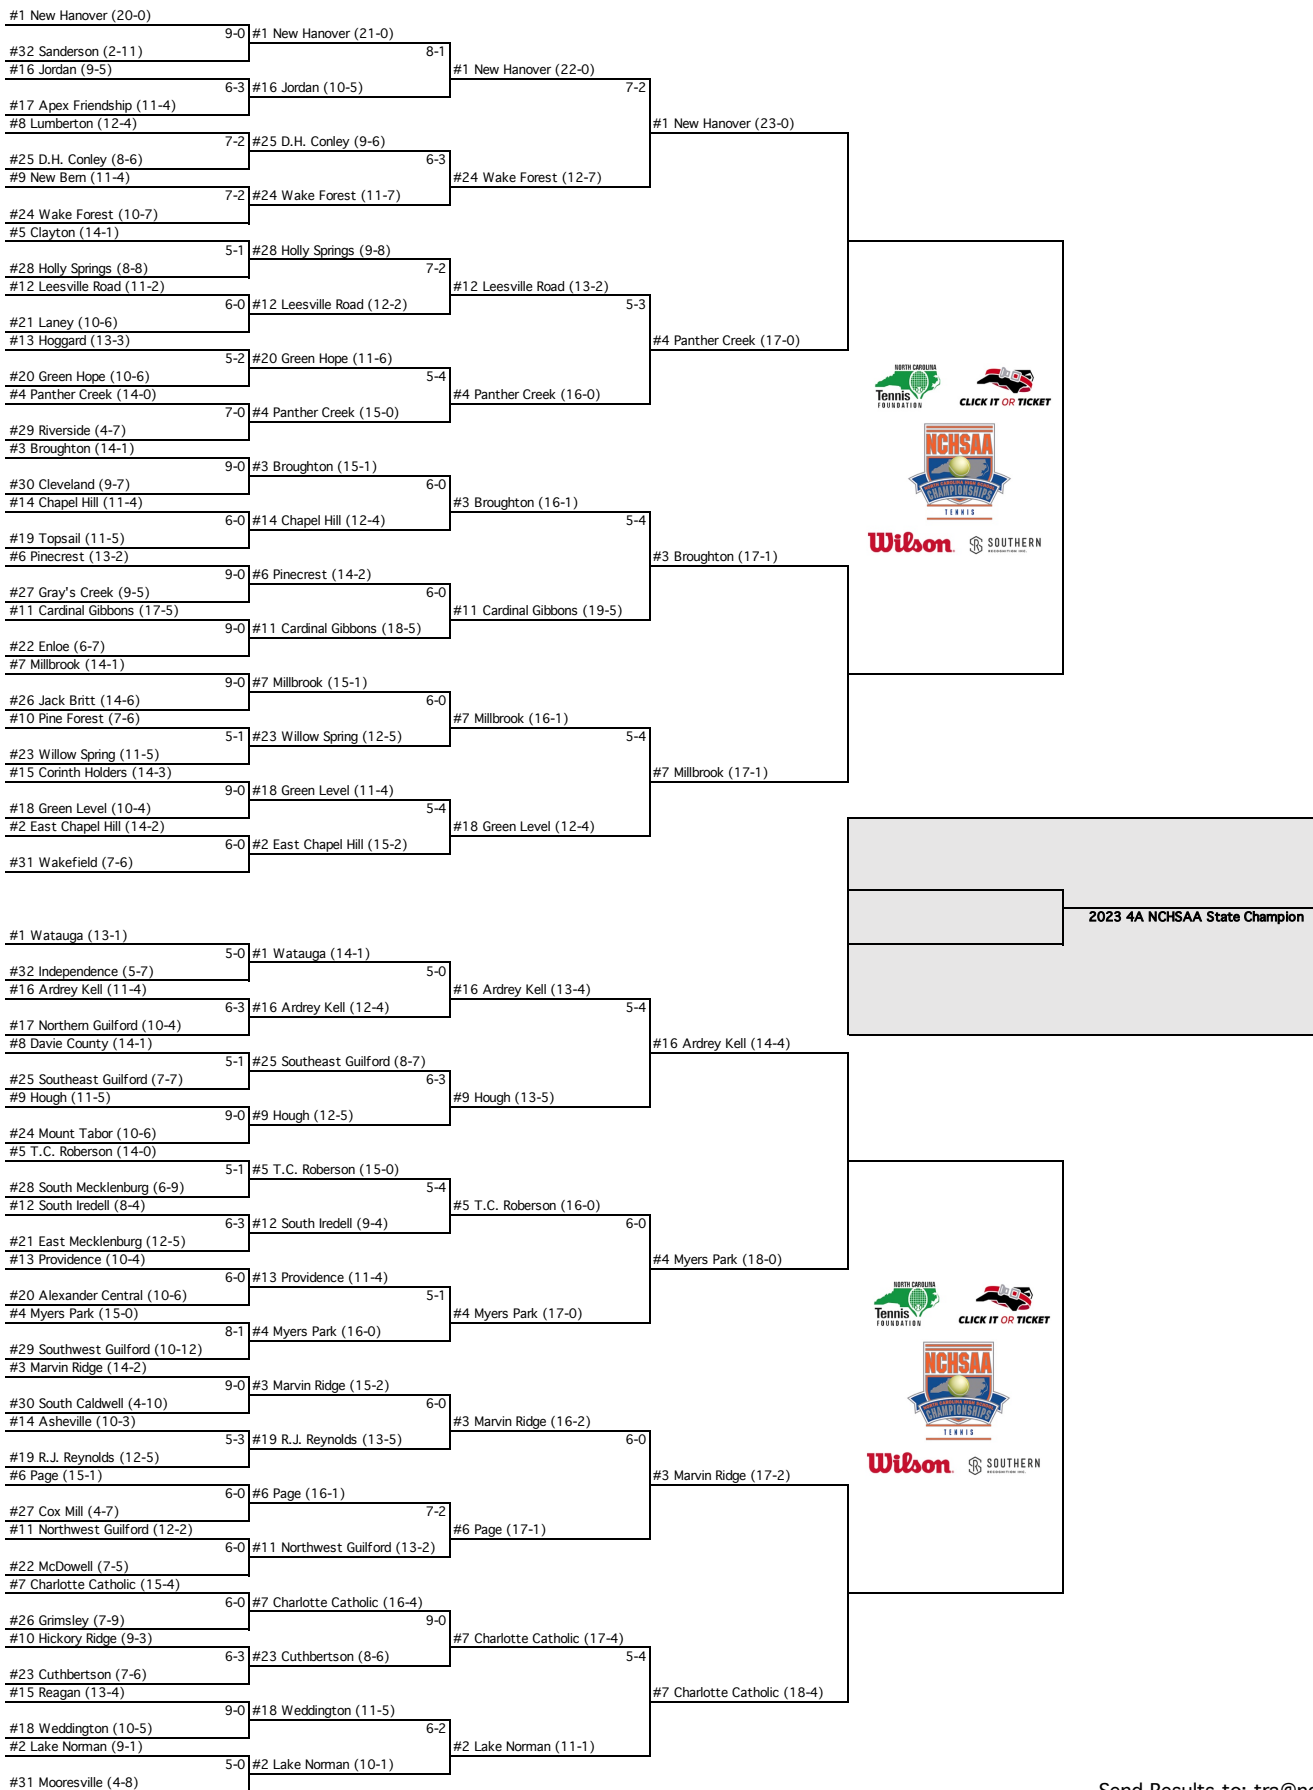 #1 New Hanover (20-0)
9-0 #1 New Hanover (21-0)
#32 Sanderson (2-11)
8-1
#16 Jordan (9-5)
#1 New Hanover (22-0)
6-3 #16 Jordan (10-5)
7-2
#17 Apex Friendship (11-4)
#8 Lumberton (12-4)
#1 New Hanover (23-0)
7-2 #25 D.H. Conley (9-6)
#25 D.H. Conley (8-6)
6-3
#9 New Bern (11-4)
#24 Wake Forest (12-7)
7-2 #24 Wake Forest (11-7)
#24 Wake Forest (10-7)
#5 Clayton (14-1)
5-1 #28 Holly Springs (9-8)
#28 Holly Springs (8-8)
7-2
#12 Leesville Road (11-2)
#12 Leesville Road (13-2)
6-0 #12 Leesville Road (12-2)
5-3
#21 Laney (10-6)
#13 Hoggard (13-3)
#4 Panther Creek (17-0)
5-2 #20 Green Hope (11-6)
#20 Green Hope (10-6)
5-4
#4 Panther Creek (14-0)
#4 Panther Creek (16-0)
7-0 #4 Panther Creek (15-0)
#29 Riverside (4-7)
#3 Broughton (14-1)
9-0 #3 Broughton (15-1)
#30 Cleveland (9-7)
6-0
#14 Chapel Hill (11-4)
#3 Broughton (16-1)
6-0 #14 Chapel Hill (12-4)
5-4
#19 Topsail (11-5)
#6 Pinecrest (13-2)
#3 Broughton (17-1)
9-0 #6 Pinecrest (14-2)
#27 Gray's Creek (9-5)
6-0
#11 Cardinal Gibbons (17-5)
#11 Cardinal Gibbons (19-5)
9-0 #11 Cardinal Gibbons (18-5)
#22 Enloe (6-7)
#7 Millbrook (14-1)
9-0 #7 Millbrook (15-1)
#26 Jack Britt (14-6)
6-0
#10 Pine Forest (7-6)
#7 Millbrook (16-1)
5-1 #23 Willow Spring (12-5)
5-4
#23 Willow Spring (11-5)
#15 Corinth Holders (14-3)
#7 Millbrook (17-1)
9-0 #18 Green Level (11-4)
#18 Green Level (10-4)
5-4
#2 East Chapel Hill (14-2)
#18 Green Level (12-4)
6-0 #2 East Chapel Hill (15-2)
#31 Wakefield (7-6)
NORTH CAROLINA
Tennis
FOUNDATION
CLICK IT OR TICKET
NCHSAA
NORTH CAROLINA HIGH SCHOOL
CHAMPIONSHIPS
TENNIS
Wilson
SOUTHERN
RECOGNITION INC.
2023 4A NCHSAA State Champion
#1 Watauga (13-1)
5-0 #1 Watauga (14-1)
#32 Independence (5-7)
5-0
#16 Ardrey Kell (11-4)
#16 Ardrey Kell (13-4)
6-3 #16 Ardrey Kell (12-4)
5-4
#17 Northern Guilford (10-4)
#8 Davie County (14-1)
#16 Ardrey Kell (14-4)
5-1 #25 Southeast Guilford (8-7)
#25 Southeast Guilford (7-7)
6-3
#9 Hough (11-5)
#9 Hough (13-5)
9-0 #9 Hough (12-5)
#24 Mount Tabor (10-6)
#5 T.C. Roberson (14-0)
5-1 #5 T.C. Roberson (15-0)
#28 South Mecklenburg (6-9)
5-4
#12 South Iredell (8-4)
#5 T.C. Roberson (16-0)
6-3 #12 South Iredell (9-4)
6-0
#21 East Mecklenburg (12-5)
#13 Providence (10-4)
#4 Myers Park (18-0)
6-0 #13 Providence (11-4)
#20 Alexander Central (10-6)
5-1
#4 Myers Park (15-0)
#4 Myers Park (17-0)
8-1 #4 Myers Park (16-0)
#29 Southwest Guilford (10-12)
#3 Marvin Ridge (14-2)
9-0 #3 Marvin Ridge (15-2)
#30 South Caldwell (4-10)
6-0
#14 Asheville (10-3)
#3 Marvin Ridge (16-2)
5-3 #19 R.J. Reynolds (13-5)
6-0
#19 R.J. Reynolds (12-5)
#6 Page (15-1)
#3 Marvin Ridge (17-2)
6-0 #6 Page (16-1)
#27 Cox Mill (4-7)
7-2
#11 Northwest Guilford (12-2)
#6 Page (17-1)
6-0 #11 Northwest Guilford (13-2)
#22 McDowell (7-5)
#7 Charlotte Catholic (15-4)
6-0 #7 Charlotte Catholic (16-4)
#26 Grimsley (7-9)
9-0
#10 Hickory Ridge (9-3)
#7 Charlotte Catholic (17-4)
6-3 #23 Cuthbertson (8-6)
5-4
#23 Cuthbertson (7-6)
#15 Reagan (13-4)
#7 Charlotte Catholic (18-4)
9-0 #18 Weddington (11-5)
#18 Weddington (10-5)
6-2
#2 Lake Norman (9-1)
#2 Lake Norman (11-1)
5-0 #2 Lake Norman (10-1)
#31 Mooresville (4-8)
NORTH CAROLINA
Tennis
FOUNDATION
CLICK IT OR TICKET
NCHSAA
NORTH CAROLINA HIGH SCHOOL
CHAMPIONSHIPS
TENNIS
Wilson
SOUTHERN
RECOGNITION INC.